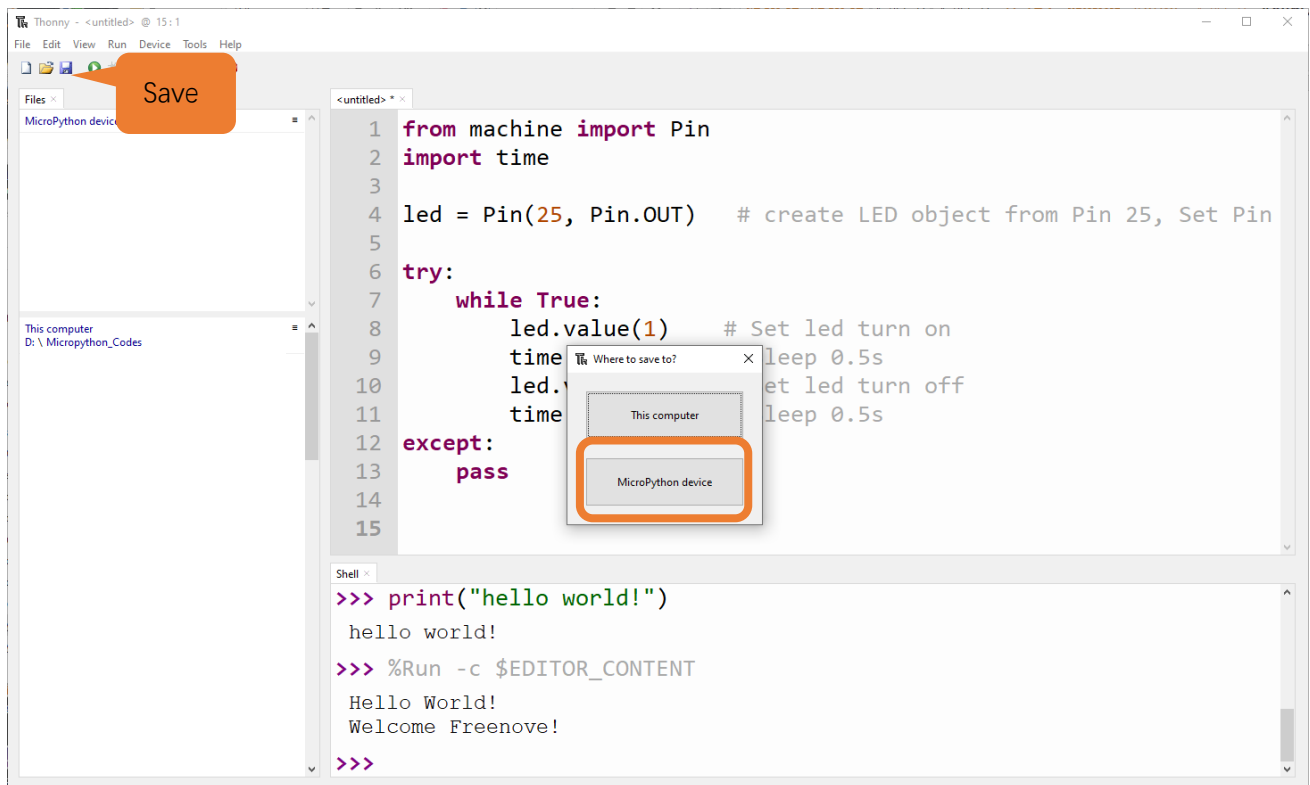 Thonny - <untitled> @ 15:1
File Edit View Run Device Tools Help
Save
Files
MicroPython device
This computer
D: \ Micropython_Codes
<untitled> *
1 from machine import Pin
2 import time
3
4 led = Pin(25, Pin.OUT)   # create LED object from Pin 25, Set Pin
5
6 try:
7     while True:
8         led.value(1)    # Set led turn on
9         time leep 0.5s
10         led. et led turn off
11         time leep 0.5s
12 except:
13     pass
14
15
Where to save to?
This computer
MicroPython device
Shell
>>> print("hello world!")
hello world!
>>> %Run -c $EDITOR_CONTENT
Hello World!
Welcome Freenove!
>>>